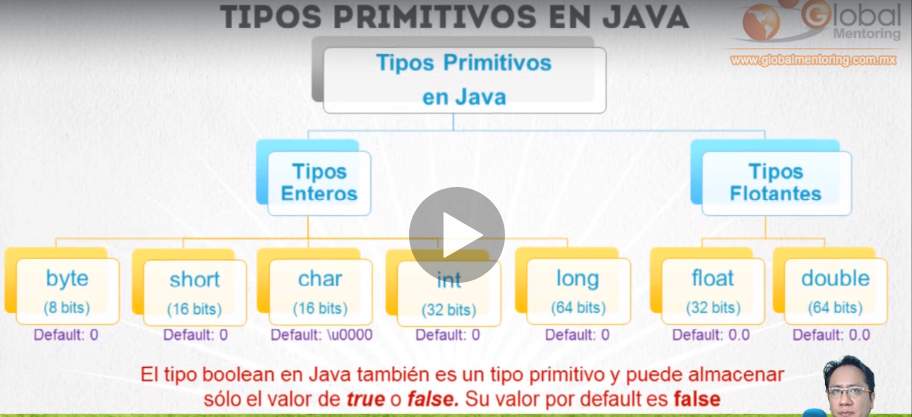 TIPOS PRIMITIVOS EN JAVA
Global
Mentoring
www.globalmentoring.com.mx
Tipos Primitivos
en Java
Tipos
Enteros
Tipos
Flotantes
byte
(8 bits)
Default: 0
short
(16 bits)
Default: 0
char
(16 bits)
Default: \u0000
int
(32 bits)
Default: 0
long
(64 bits)
Default: 0
float
(32 bits)
Default: 0.0
double
(64 bits)
Default: 0.0
El tipo boolean en Java también es un tipo primitivo y puede almacenar
sólo el valor de true o false. Su valor por default es false